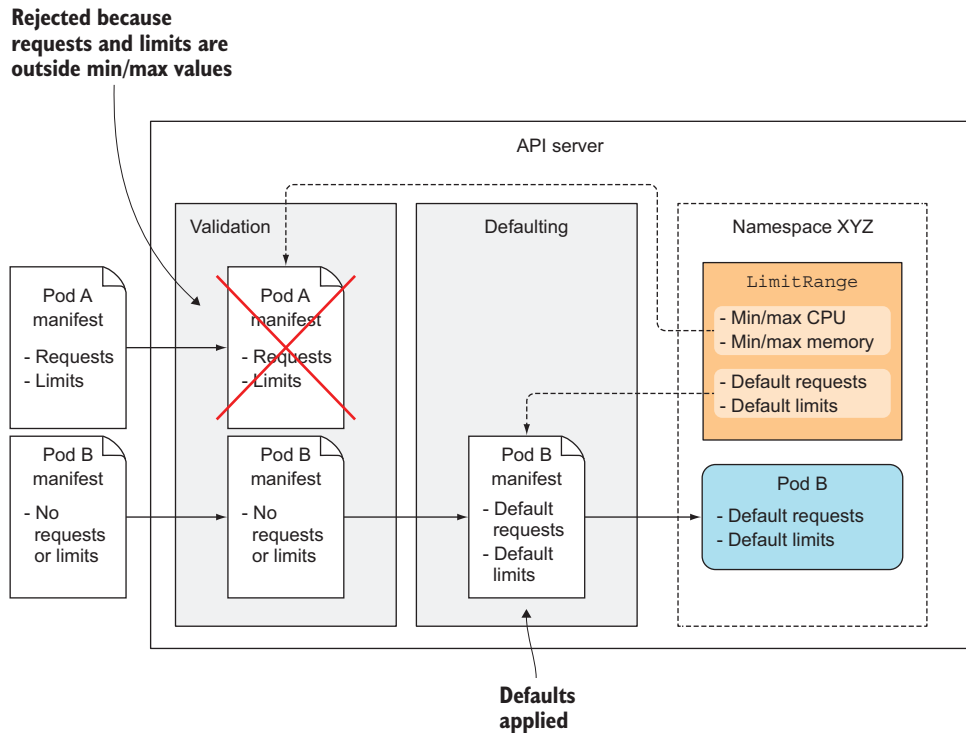 Rejected because
requests and limits are
outside min/max values
API server
Validation
Defaulting
Namespace XYZ
Pod A
manifest
- Requests
- Limits
Pod A
manifest
- Requests
- Limits
LimitRange
- Min/max CPU
- Min/max memory
- Default requests
- Default limits
Pod B
manifest
- No
requests
or limits
Pod B
manifest
- No
requests
or limits
Pod B
manifest
- Default
requests
- Default
limits
Pod B
- Default requests
- Default limits
Defaults
applied